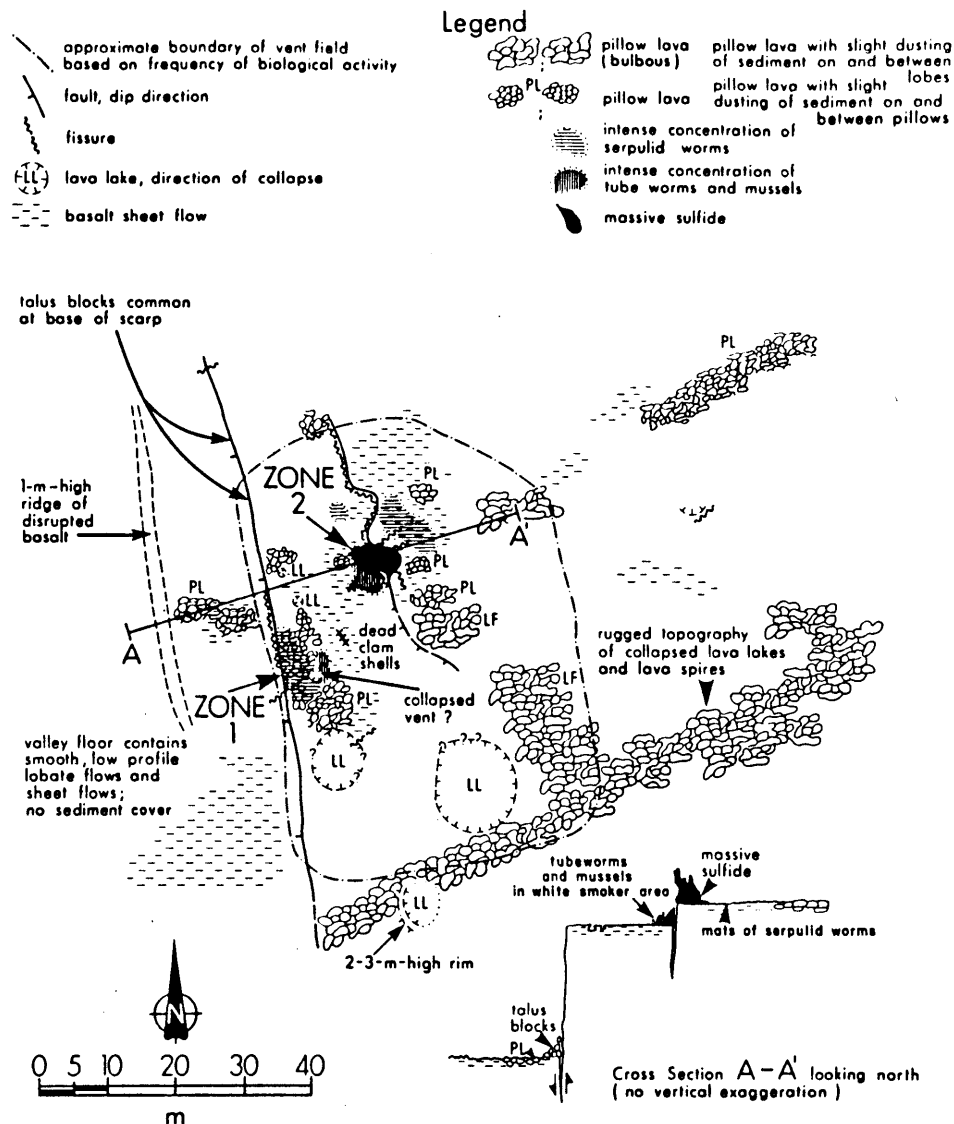 Legend
approximate boundary of vent field
based on frequency of biological activity
fault, dip direction
fissure
LL
lava lake, direction of collapse
basalt sheet flow
pillow lava
(bulbous)
pillow lava with slight dusting
of sediment on and between
lobes
PL
pillow lava
pillow lava with slight
dusting of sediment on and
between pillows
intense concentration of
serpulid worms
intense concentration of
tube worms and mussels
massive sulfide
talus blocks common
at base of scarp
PL
ZONE
2
PL
1-m-high
ridge of
disrupted
basalt
A'
LL
PL
PL
LL
PL
LF
A
dead
clam
shells
rugged topography
of collapsed lava lakes
and lava spires
ZONE
1
PL
collapsed
vent ?
LF
valley floor contains
smooth, low profile
lobate flows and
sheet flows;
no sediment cover
LL
? ?
LL
LL
2-3-m-high rim
tubeworms
and mussels
in white smoker area
massive
sulfide
mats of serpulid worms
talus
blocks
PL
N
0 5 10 20 30 40
m
Cross Section A-A' looking north
( no vertical exaggeration )